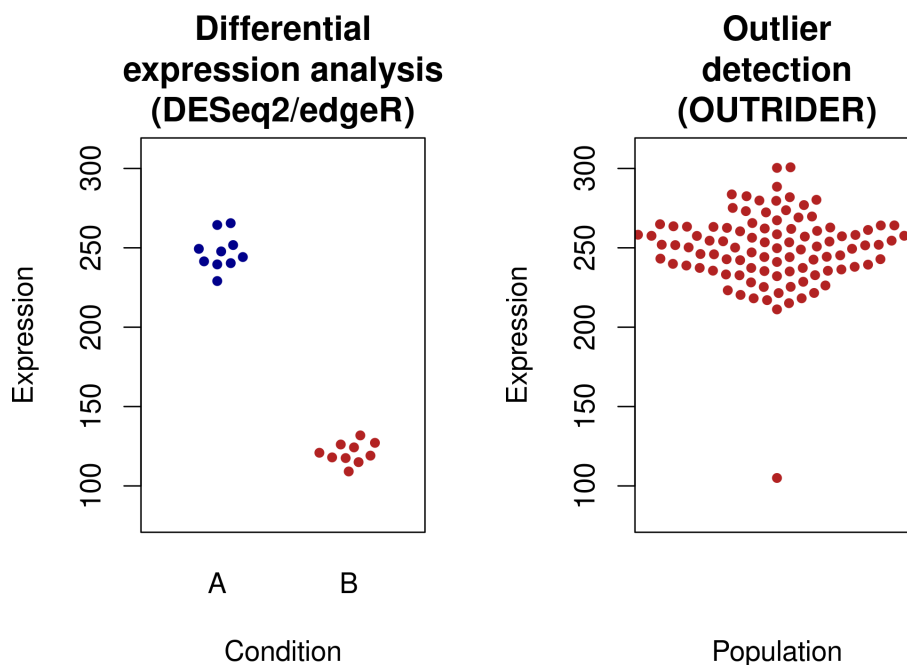 Differential
expression analysis
(DESeq2/edgeR)
Expression
300
250
200
150
100
A
B
Condition
Outlier
detection
(OUTRIDER)
Expression
300
250
200
150
100
Population